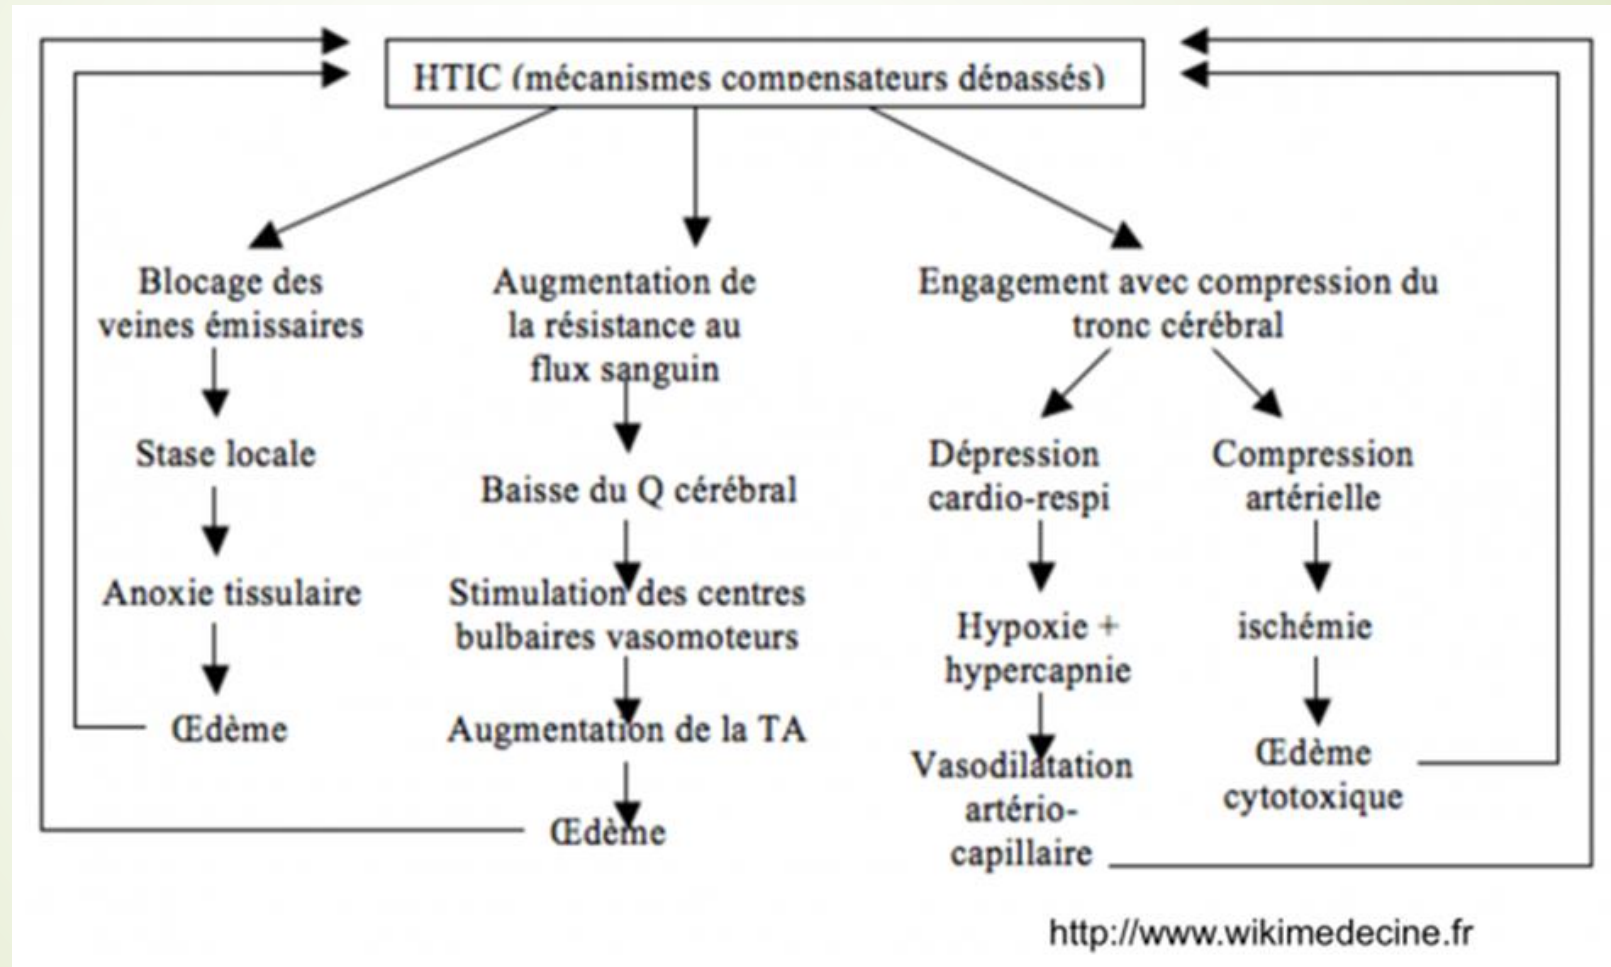 HTIC (mécanismes compensateurs dépassés)
Blocage des
veines émissaires
Stase locale
Anoxie tissulaire
Œdème
Augmentation de
la résistance au
flux sanguin
Baisse du Q cérébral
Stimulation des centres
bulbaires vasomoteurs
Augmentation de la TA
Œdème
Engagement avec compression du
tronc cérébral
Dépression
cardio-respi
Hypoxie +
hypercapnie
Vasodilatation
artério-
capillaire
Compression
artérielle
ischémie
Œdème
cytotoxique
http://www.wikimedecine.fr